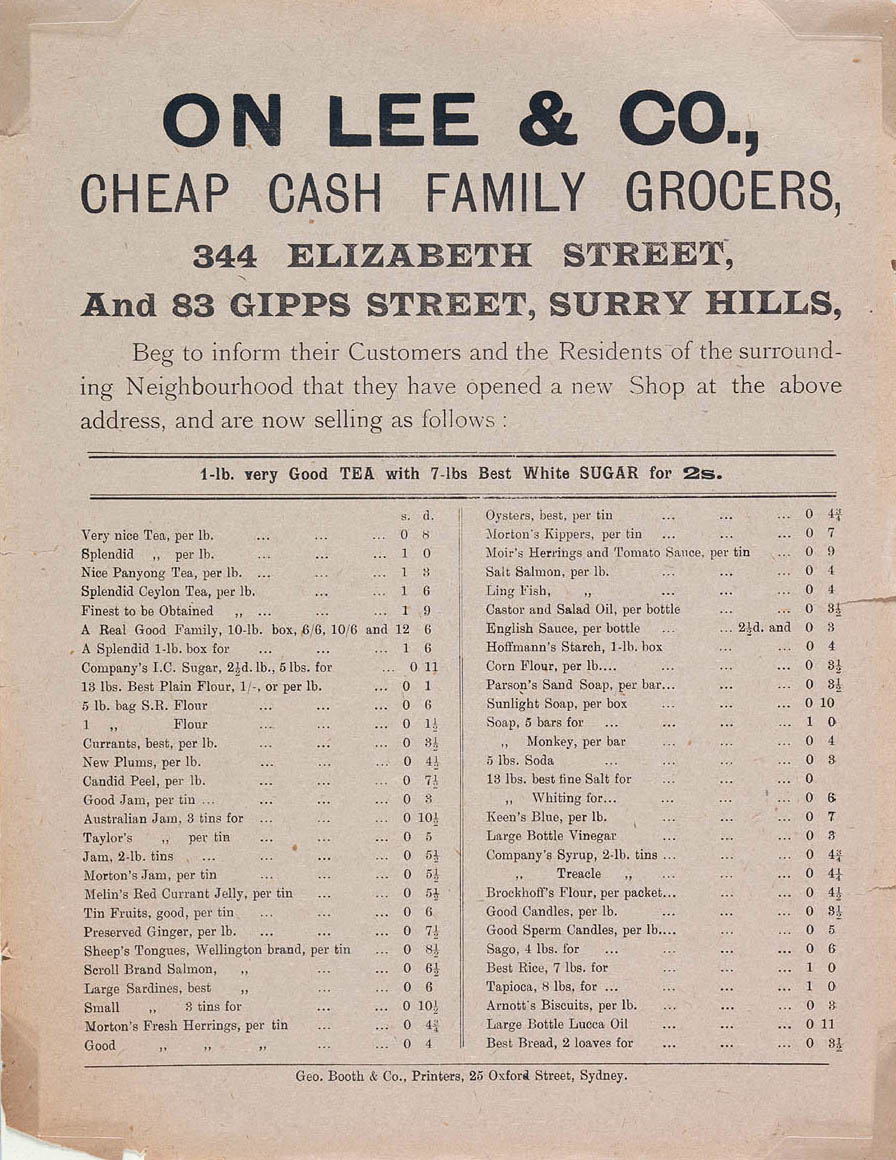 ON LEE & CO.,
CHEAP CASH FAMILY GROCERS,
344 ELIZABETH STREET,
And 83 GIPPS STREET, SURRY HILLS,
Beg to inform their Customers and the Residents of the surround-
ing Neighbourhood that they have opened a new Shop at the above
address, and are now selling as follows :
1-lb. very Good TEA with 7-lbs Best White SUGAR for 2s.
s. d.
Very nice Tea, per lb. ... ... ... 0 8
Splendid ,, per lb. ... ... ... 1 0
Nice Panyong Tea, per lb. ... ... ... 1 3
Splendid Ceylon Tea, per lb. ... ... 1 6
Finest to be Obtained ,, ... ... ... 1 9
A Real Good Family, 10-lb. box, 6/6, 10/6 and 12 6
A Splendid 1-lb. box for ... ... ... 1 6
Company's I.C. Sugar, 2½d. lb., 5 lbs. for ... 0 11
13 lbs. Best Plain Flour, 1/-, or per lb. ... 0 1
5 lb. bag S.R. Flour ... ... ... 0 6
1 ,, Flour ... ... ... 0 1½
Currants, best, per lb. ... ... ... 0 3½
New Plums, per lb. ... ... ... 0 4½
Candid Peel, per lb. ... ... ... 0 7½
Good Jam, per tin ... ... ... ... 0 3
Australian Jam, 3 tins for ... ... ... 0 10½
Taylor's ,, per tin ... ... ... 0 5
Jam, 2-lb. tins ... ... ... ... 0 5½
Morton's Jam, per tin ... ... ... 0 5½
Melin's Red Currant Jelly, per tin ... ... 0 5½
Tin Fruits, good, per tin ... ... ... 0 6
Preserved Ginger, per lb. ... ... ... 0 7½
Sheep's Tongues, Wellington brand, per tin ... 0 8½
Scroll Brand Salmon, ,, ... ... 0 6½
Large Sardines, best ,, ... ... 0 6
Small ,, 3 tins for ... ... 0 10½
Morton's Fresh Herrings, per tin ... ... 0 4¾
Good ,, ,, ,, ... ... 0 4
Oysters, best, per tin ... ... ... 0 4¾
Morton's Kippers, per tin ... ... ... 0 7
Moir's Herrings and Tomato Sauce, per tin ... 0 9
Salt Salmon, per lb. ... ... ... 0 4
Ling Fish, ,, ... ... ... 0 4
Castor and Salad Oil, per bottle ... ... 0 3½
English Sauce, per bottle ... ... 2½d. and 0 3
Hoffmann's Starch, 1-lb. box ... ... 0 4
Corn Flour, per lb.... ... ... ... 0 3½
Parson's Sand Soap, per bar... ... ... 0 3½
Sunlight Soap, per box ... ... ... 0 10
Soap, 5 bars for ... ... ... ... 1 0
,, Monkey, per bar ... ... ... 0 4
5 lbs. Soda ... ... ... ... 0 3
13 lbs. best fine Salt for ... ... ... 0
,, Whiting for... ... ... ... 0 6
Keen's Blue, per lb. ... ... ... 0 7
Large Bottle Vinegar ... ... ... 0 3
Company's Syrup, 2-lb. tins ... ... ... 0 4¾
,, Treacle ,, ... ... ... 0 4¼
Brockhoff's Flour, per packet... ... ... 0 4½
Good Candles, per lb. ... ... ... 0 3½
Good Sperm Candles, per lb.... ... ... 0 5
Sago, 4 lbs. for ... ... ... ... 0 6
Best Rice, 7 lbs. for ... ... ... 1 0
Tapioca, 8 lbs, for ... ... ... ... 1 0
Arnott's Biscuits, per lb. ... ... ... 0 3
Large Bottle Lucca Oil ... ... ... 0 11
Best Bread, 2 loaves for ... ... ... 0 3½
Geo. Booth & Co., Printers, 25 Oxford Street, Sydney.